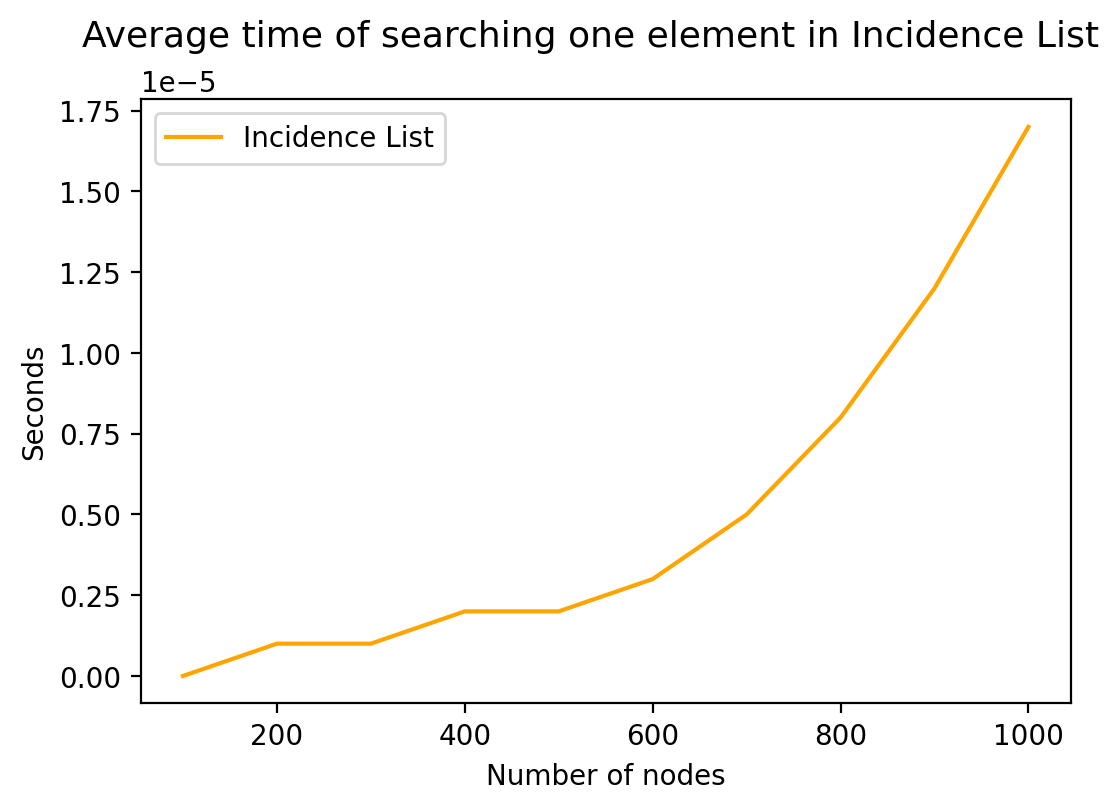 Average time of searching one element in Incidence List
1e−5
Incidence List
1.75
1.50
1.25
1.00
0.75
0.50
0.25
0.00
Seconds
200 400 600 800 1000
Number of nodes